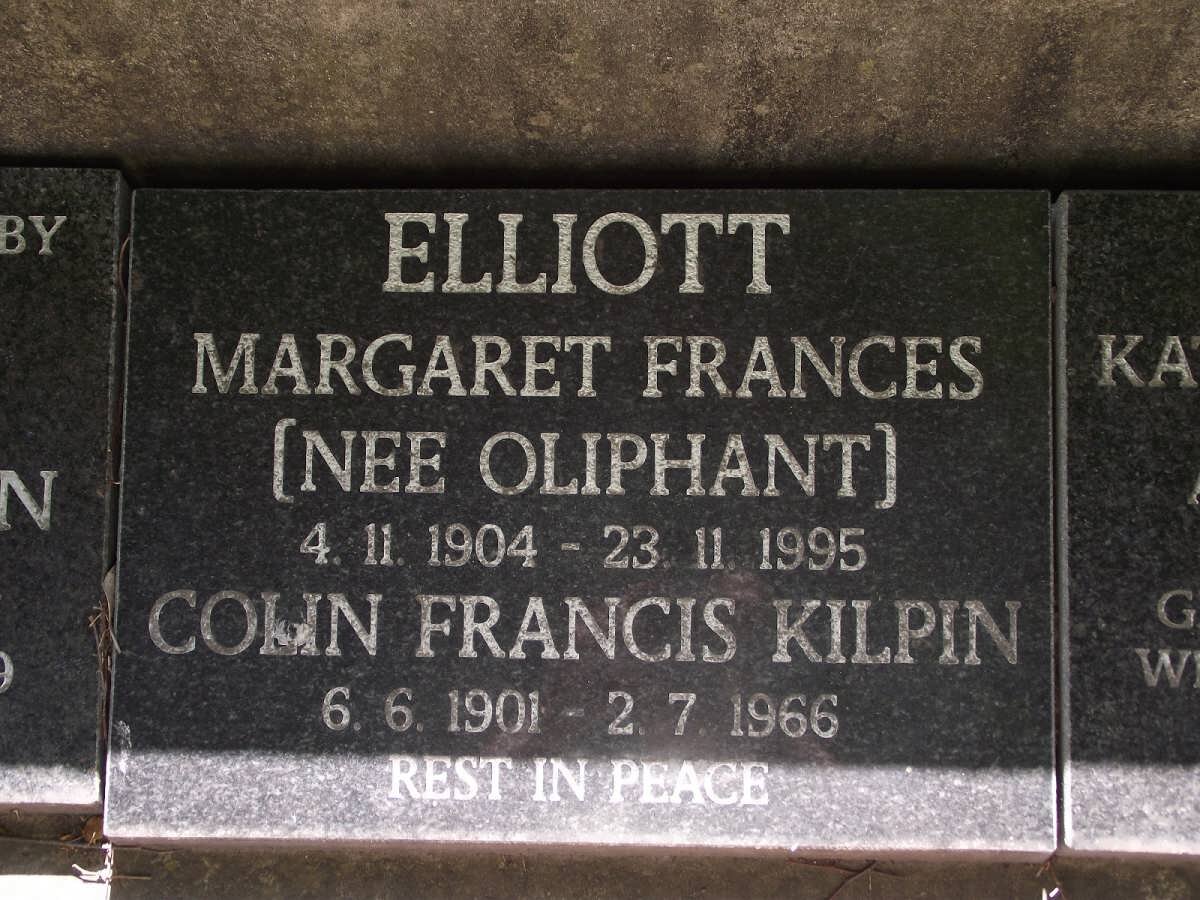 ELLIOTT
MARGARET FRANCES
(NEE OLIPHANT)
4. 11. 1904 - 23. 11. 1995
COLIN FRANCIS KILPIN
6. 6. 1901 - 2. 7. 1966
REST IN PEACE
BY